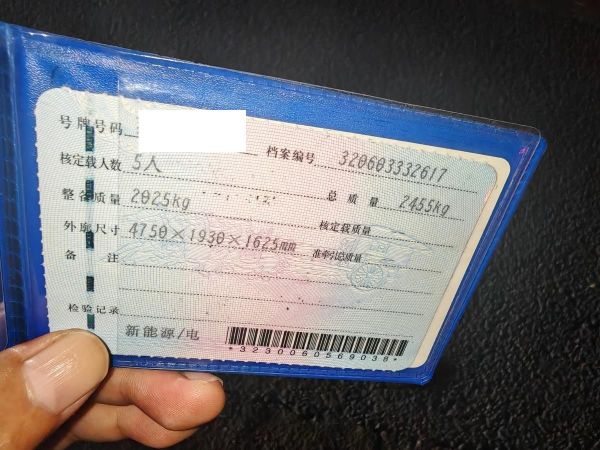 号牌号码 档案编号 320603332617
核定载人数 5人 总质量 2455kg
整备质量 2025kg 核定载质量
外廓尺寸 4750×1930×1625mm 准牵引总质量
备注
检验记录
新能源/电
*3230060569038*